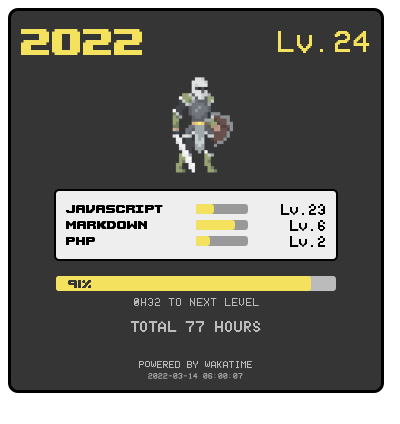 2022 Lv.24
JAVASCRIPT Lv.23
MARKDOWN Lv.6
PHP Lv.2
91%
0H32 TO NEXT LEVEL
TOTAL 77 HOURS
POWERED BY WAKATIME
2022-03-14 06:00:07